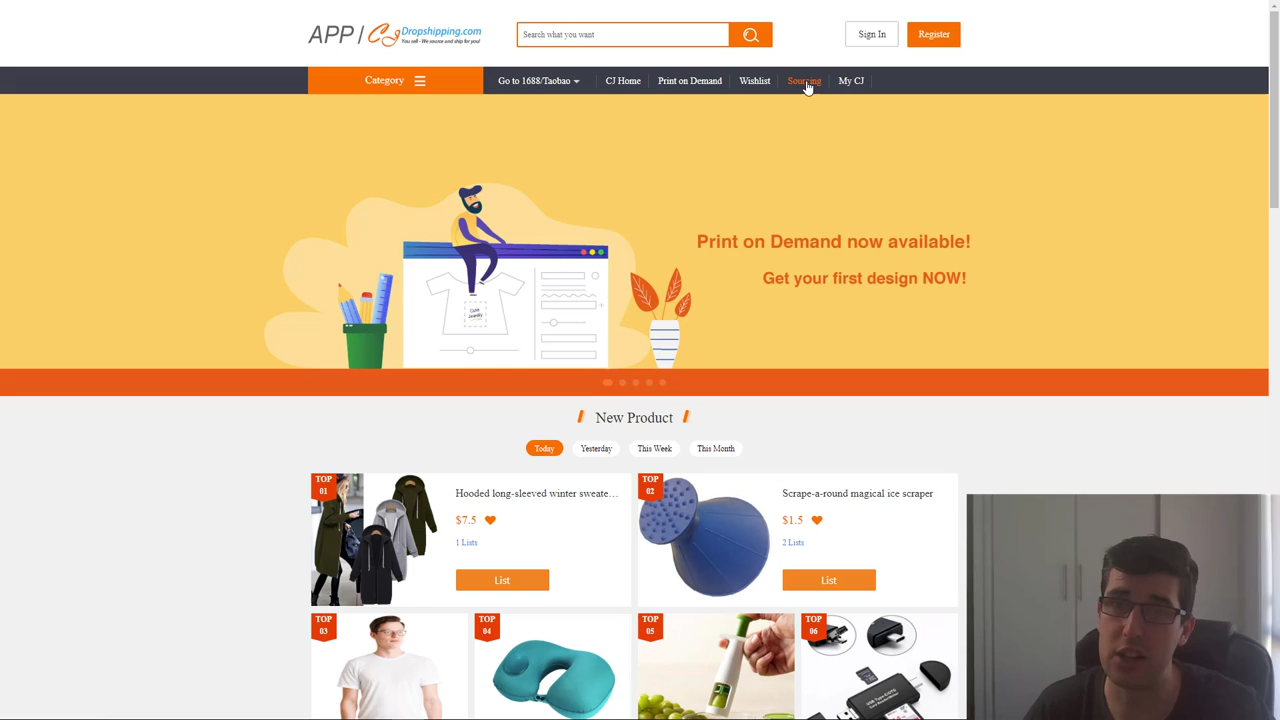 APP / CJ Dropshipping.com
You sell - We source and ship for you!
Search what you want
Sign In
Register
Category
Go to 1688/Taobao
CJ Home
Print on Demand
Wishlist
Sourcing
My CJ
Print on Demand now available!
Get your first design NOW!
New Product
Today
Yesterday
This Week
This Month
TOP
01
Hooded long-sleeved winter sweate...
$7.5
1 Lists
List
TOP
02
Scrape-a-round magical ice scraper
$1.5
2 Lists
List
TOP
03
TOP
04
TOP
05
TOP
06